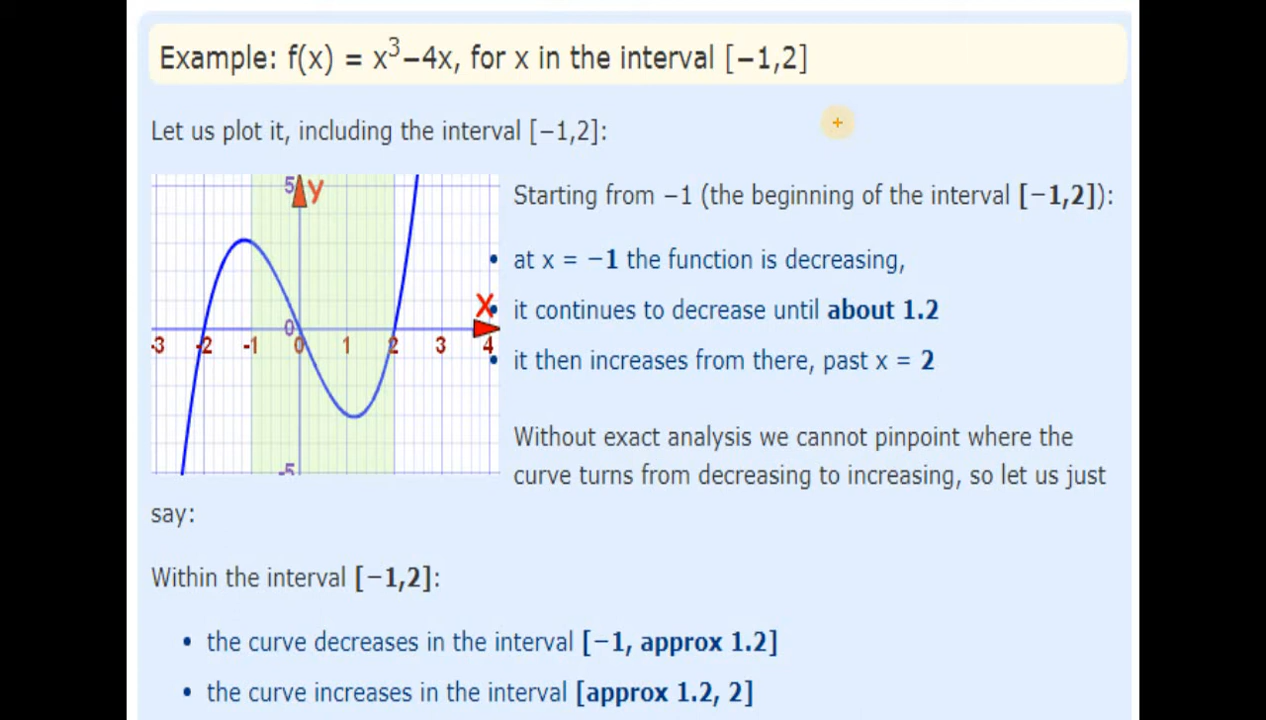 Example: f(x) = x³−4x, for x in the interval [−1,2]
Let us plot it, including the interval [−1,2]:
5 y
0
-3 -2 -1 0 1 2 3 4
x
-5
Starting from −1 (the beginning of the interval [−1,2]):
• at x = −1 the function is decreasing,
• it continues to decrease until about 1.2
• it then increases from there, past x = 2
Without exact analysis we cannot pinpoint where the
curve turns from decreasing to increasing, so let us just
say:
Within the interval [−1,2]:
• the curve decreases in the interval [−1, approx 1.2]
• the curve increases in the interval [approx 1.2, 2]